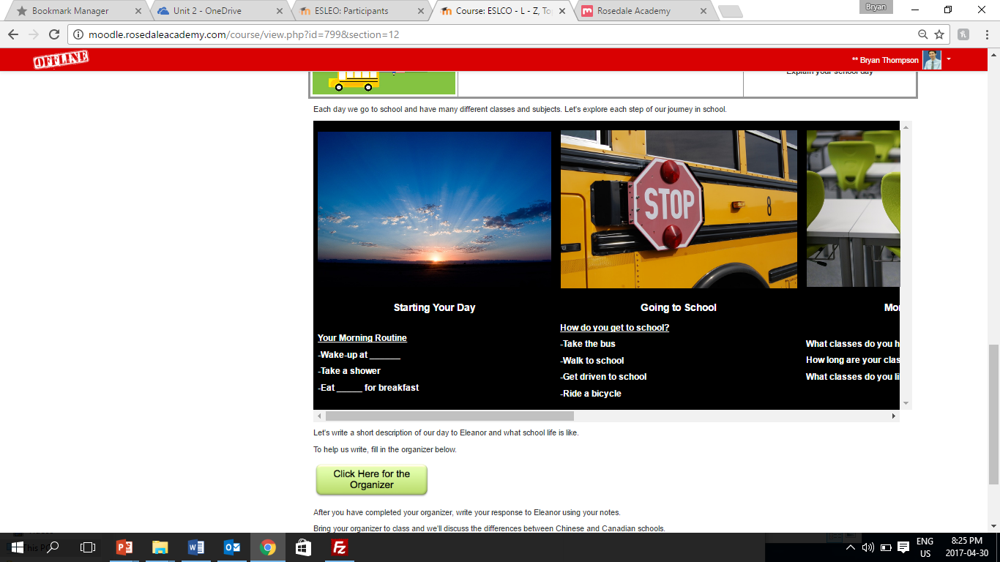 Bookmark Manager
Unit 2 - OneDrive
ESLEO: Participants
Course: ESLCO - L - Z, To
Rosedale Academy
Bryan
moodle.rosedaleacademy.com/course/view.php?id=799&section=12
OFFLINE
** Bryan Thompson
Explain your school day
Each day we go to school and have many different classes and subjects. Let's explore each step of our journey in school.
STOP
8
Starting Your Day
Your Morning Routine
-Wake-up at ______
-Take a shower
-Eat _____ for breakfast
Going to School
How do you get to school?
-Take the bus
-Walk to school
-Get driven to school
-Ride a bicycle
Mo
What classes do you h
How long are your clas
What classes do you li
Let's write a short description of our day to Eleanor and what school life is like.
To help us write, fill in the organizer below.
Click Here for the
Organizer
After you have completed your organizer, write your response to Eleanor using your notes.
Bring your organizer to class and we'll discuss the differences between Chinese and Canadian schools.
ENG
US
8:25 PM
2017-04-30